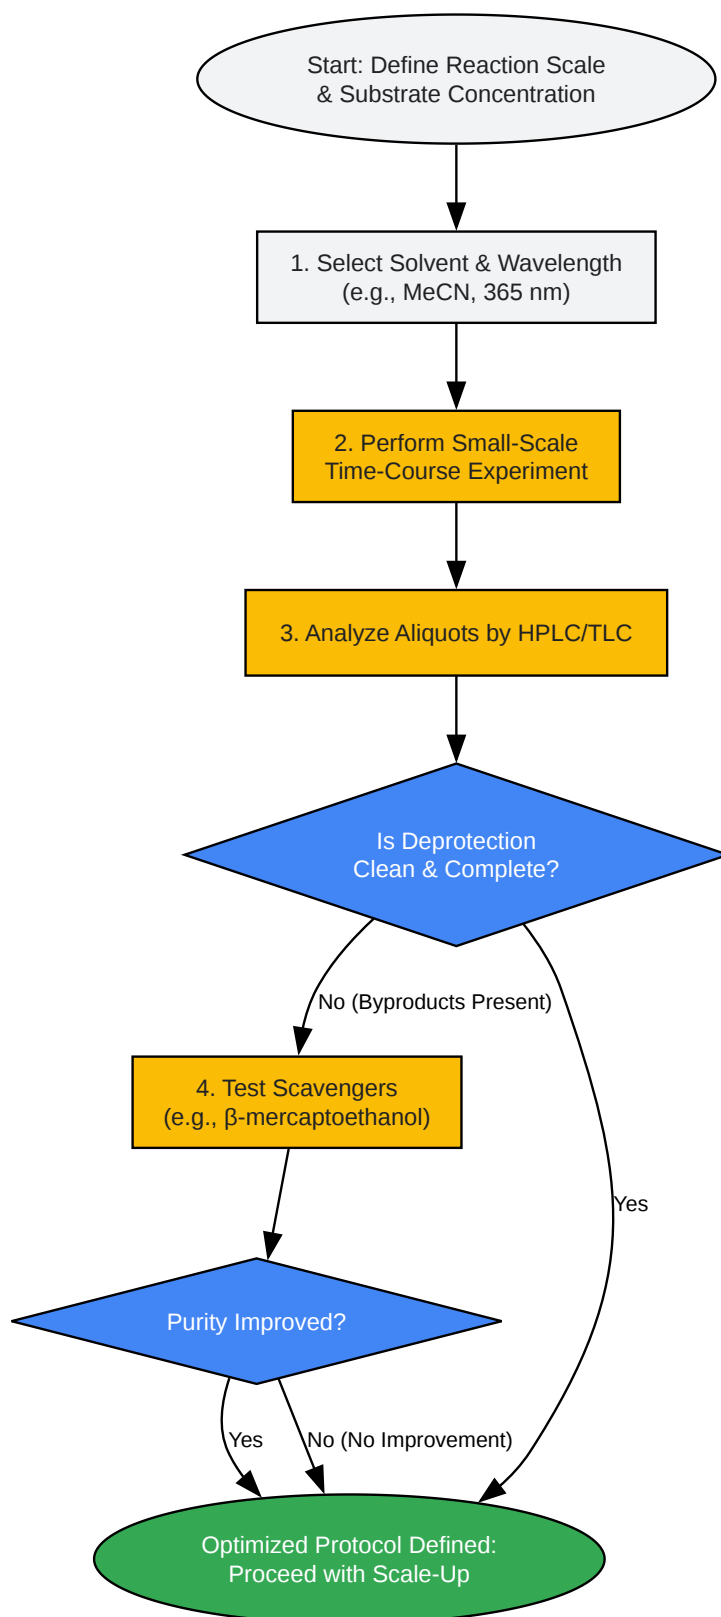 Start: Define Reaction Scale
& Substrate Concentration
1. Select Solvent & Wavelength
(e.g., MeCN, 365 nm)
2. Perform Small-Scale
Time-Course Experiment
3. Analyze Aliquots by HPLC/TLC
Is Deprotection
Clean & Complete?
No (Byproducts Present)
4. Test Scavengers
(e.g., β-mercaptoethanol)
Yes
Purity Improved?
Yes
No (No Improvement)
Optimized Protocol Defined:
Proceed with Scale-Up